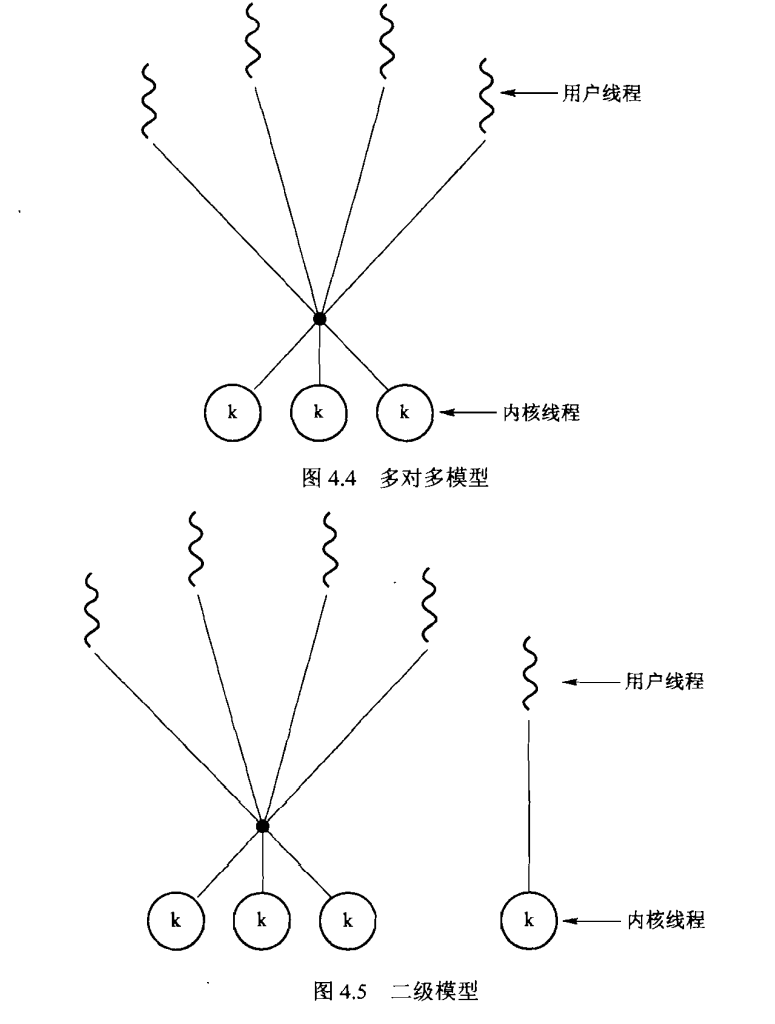 用户线程
k k k
内核线程
图 4.4 多对多模型
用户线程
k k k k
内核线程
图 4.5 二级模型